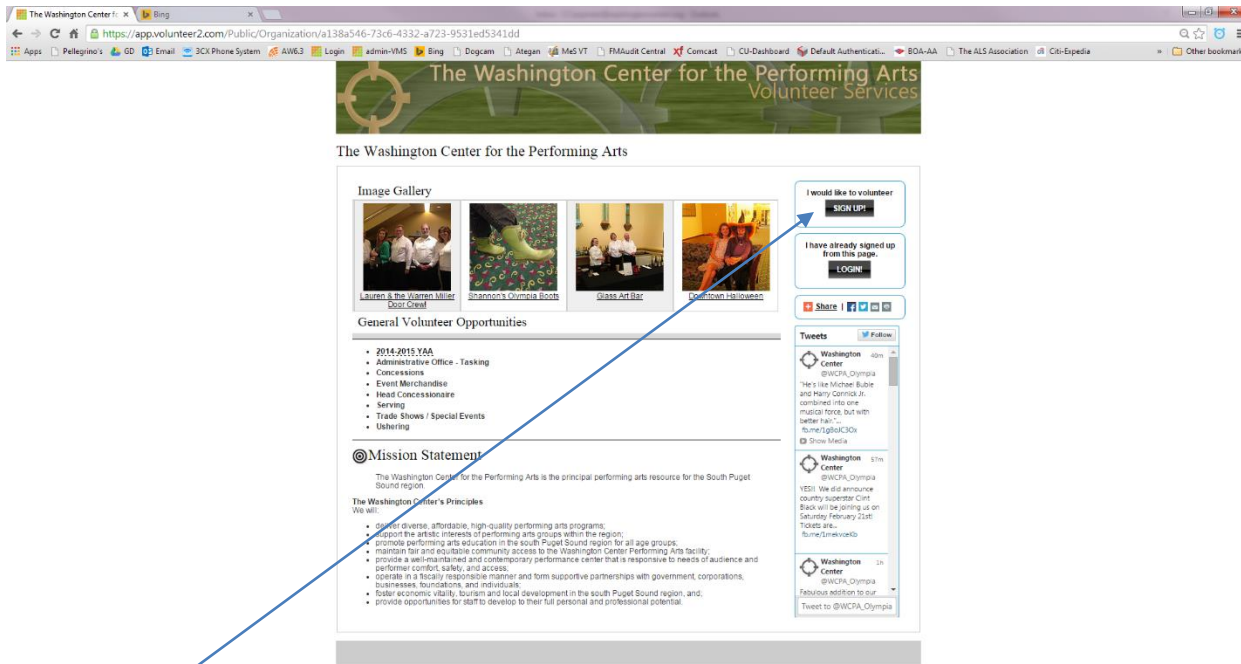 The Washington Center fo
Bing
https://app.volunteer2.com/Public/Organization/a138a546-73c6-4332-a723-9531ed5341dd
Apps Pellegrino's GD Email 3CX Phone System AW6.3 Login admin-VMS Bing Dogcam Ategan MeS VT FMAudit Central Comcast CU-Dashboard Default Authenticati... BOA-AA The ALS Association Citi-Expedia » Other bookmark
The Washington Center for the Performing Arts
Volunteer Services
The Washington Center for the Performing Arts
Image Gallery
Lauren & the Warren Miller
Door Crew!
Shannon's Olympia Boots
Glass Art Bar
Downtown Halloween
General Volunteer Opportunities
• 2014-2015 YAA
• Administrative Office - Tasking
• Concessions
• Event Merchandise
• Head Concessionaire
• Serving
• Trade Shows / Special Events
• Ushering
Mission Statement
The Washington Center for the Performing Arts is the principal performing arts resource for the South Puget
Sound region.
The Washington Center's Principles
We will:
• deliver diverse, affordable, high-quality performing arts programs;
• support the artistic interests of performing arts groups within the region;
• promote performing arts education in the south Puget Sound region for all age groups;
• maintain fair and equitable community access to the Washington Center Performing Arts facility;
• provide a well-maintained and contemporary performance center that is responsive to needs of audience and
performer comfort, safety, and access;
• operate in a fiscally responsible manner and form supportive partnerships with government, corporations,
businesses, foundations, and individuals;
• foster economic vitality, tourism and local development in the south Puget Sound region, and;
• provide opportunities for staff to develop to their full personal and professional potential.
I would like to volunteer
SIGN UP!
I have already signed up
from this page.
LOGIN!
Share |
Tweets Follow
Washington 40m
Center
@WCPA_Olympia
"He's like Michael Buble
and Harry Connick Jr.
combined into one
musical force, but with
better hair."...
Show Media
Washington 57m
Center
@WCPA_Olympia
YES!! We did announce
country superstar Clint
Black will be joining us on
Saturday February 21st!
Tickets are...
fb.me/1mekvceKb
Washington 1h
Center
@WCPA_Olympia
Fabulous addition to our
Tweet to @WCPA_Olympia